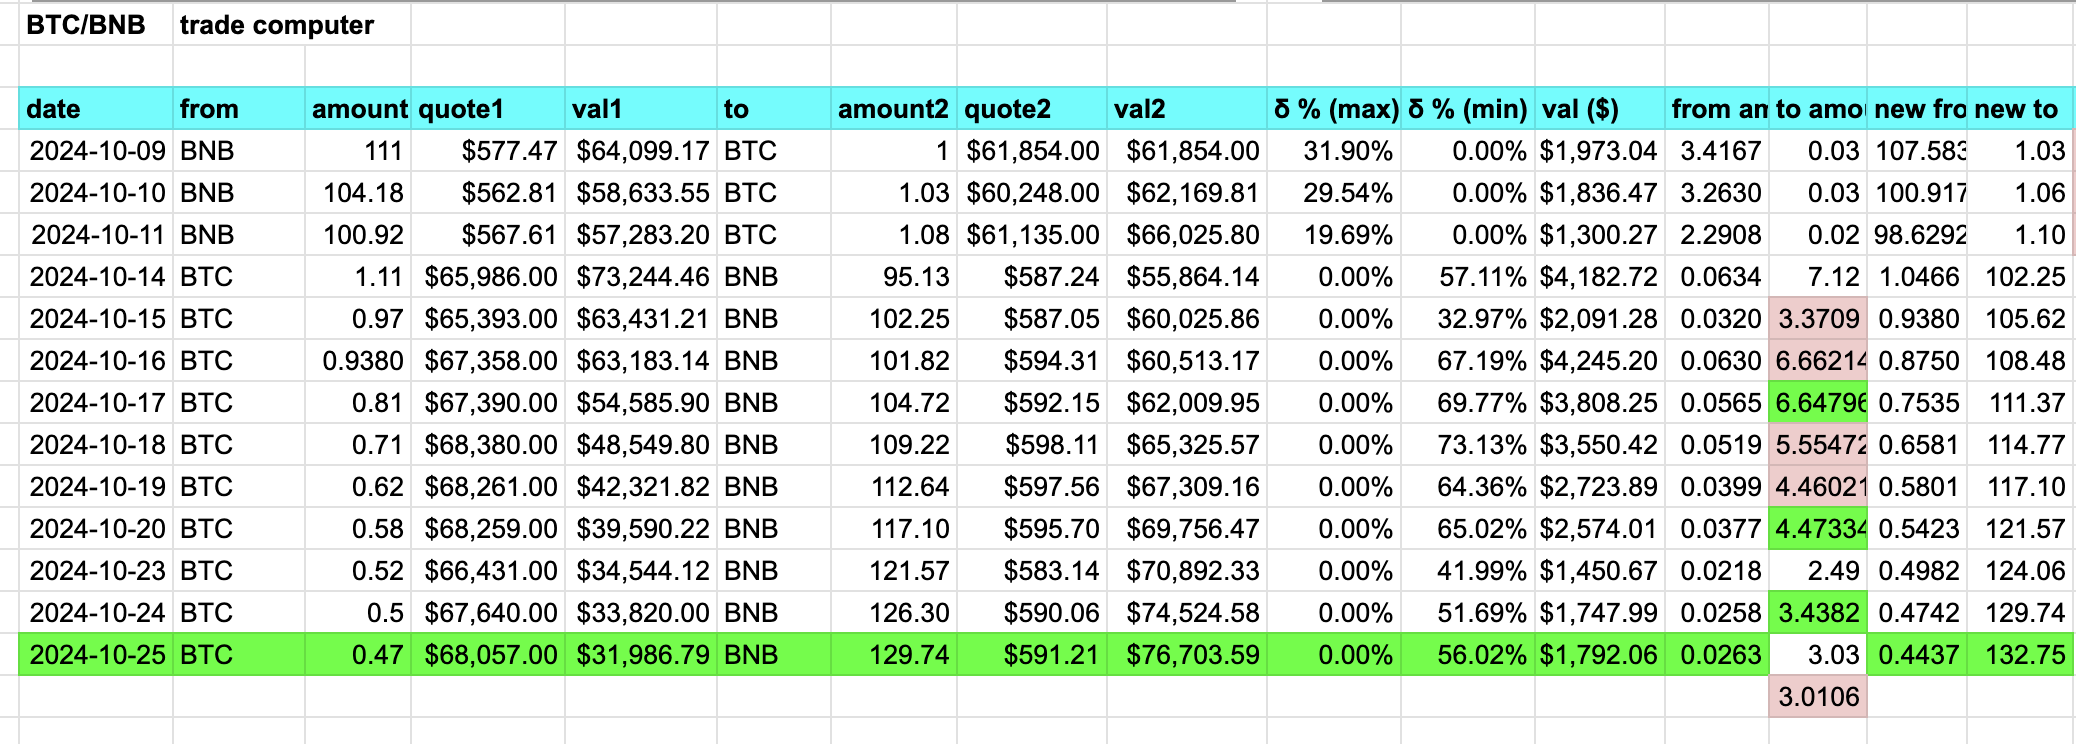 BTC/BNB trade computer
date from amount quote1 val1 to amount2 quote2 val2 δ % (max) δ % (min) val ($) from am to amo new fro new to
2024-10-09 BNB 111 $577.47 $64,099.17 BTC 1 $61,854.00 $61,854.00 31.90% 0.00% $1,973.04 3.4167 0.03 107.583 1.03
2024-10-10 BNB 104.18 $562.81 $58,633.55 BTC 1.03 $60,248.00 $62,169.81 29.54% 0.00% $1,836.47 3.2630 0.03 100.917 1.06
2024-10-11 BNB 100.92 $567.61 $57,283.20 BTC 1.08 $61,135.00 $66,025.80 19.69% 0.00% $1,300.27 2.2908 0.02 98.6292 1.10
2024-10-14 BTC 1.11 $65,986.00 $73,244.46 BNB 95.13 $587.24 $55,864.14 0.00% 57.11% $4,182.72 0.0634 7.12 1.0466 102.25
2024-10-15 BTC 0.97 $65,393.00 $63,431.21 BNB 102.25 $587.05 $60,025.86 0.00% 32.97% $2,091.28 0.0320 3.3709 0.9380 105.62
2024-10-16 BTC 0.9380 $67,358.00 $63,183.14 BNB 101.82 $594.31 $60,513.17 0.00% 67.19% $4,245.20 0.0630 6.66214 0.8750 108.48
2024-10-17 BTC 0.81 $67,390.00 $54,585.90 BNB 104.72 $592.15 $62,009.95 0.00% 69.77% $3,808.25 0.0565 6.64796 0.7535 111.37
2024-10-18 BTC 0.71 $68,380.00 $48,549.80 BNB 109.22 $598.11 $65,325.57 0.00% 73.13% $3,550.42 0.0519 5.55472 0.6581 114.77
2024-10-19 BTC 0.62 $68,261.00 $42,321.82 BNB 112.64 $597.56 $67,309.16 0.00% 64.36% $2,723.89 0.0399 4.46021 0.5801 117.10
2024-10-20 BTC 0.58 $68,259.00 $39,590.22 BNB 117.10 $595.70 $69,756.47 0.00% 65.02% $2,574.01 0.0377 4.47334 0.5423 121.57
2024-10-23 BTC 0.52 $66,431.00 $34,544.12 BNB 121.57 $583.14 $70,892.33 0.00% 41.99% $1,450.67 0.0218 2.49 0.4982 124.06
2024-10-24 BTC 0.5 $67,640.00 $33,820.00 BNB 126.30 $590.06 $74,524.58 0.00% 51.69% $1,747.99 0.0258 3.4382 0.4742 129.74
2024-10-25 BTC 0.47 $68,057.00 $31,986.79 BNB 129.74 $591.21 $76,703.59 0.00% 56.02% $1,792.06 0.0263 3.03 0.4437 132.75
3.0106